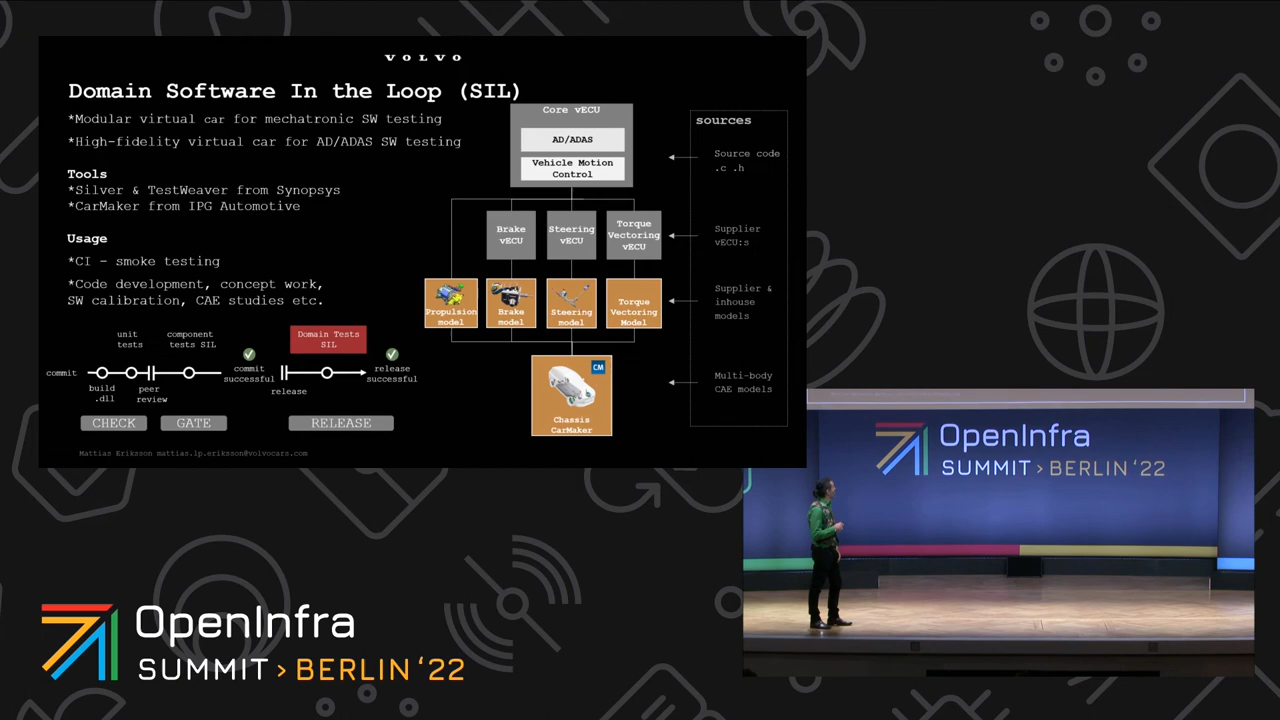 VOLVO
Domain Software In the Loop (SIL)
*Modular virtual car for mechatronic SW testing
*High-fidelity virtual car for AD/ADAS SW testing
Tools
*Silver & TestWeaver from Synopsys
*CarMaker from IPG Automotive
Usage
*CI - smoke testing
*Code development, concept work,
SW calibration, CAE studies etc.
unit
tests
component
tests SIL
Domain Tests
SIL
commit
commit
successful
release
successful
build
.dll
peer
review
release
CHECK
GATE
RELEASE
Mattias Eriksson mattias.lp.eriksson@volvocars.com
Core vECU
AD/ADAS
Vehicle Motion
Control
Brake
vECU
Steering
vECU
Torque
Vectoring
vECU
Propulsion
model
Brake
model
Steering
model
Torque
Vectoring
Model
CM
Chassis
CarMaker
sources
Source code
.c .h
Supplier
vECU:s
Supplier &
inhouse
models
Multi-body
CAE models
OpenInfra
SUMMIT > BERLIN '22
OpenInfra
SUMMIT > BERLIN '22